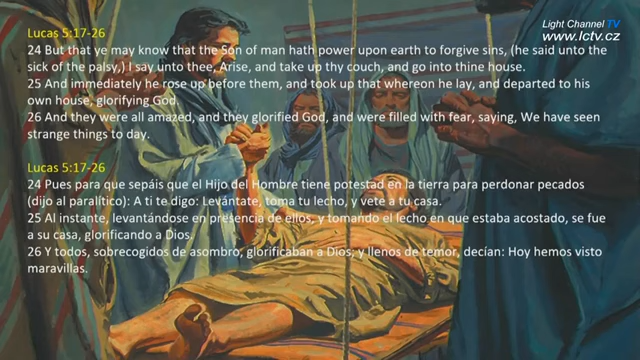 Light Channel TV
www.lctv.cz
Lucas 5:17-26
24 But that ye may know that the Son of man hath power upon earth to forgive sins, (he said unto the
sick of the palsy,) I say unto thee, Arise, and take up thy couch, and go into thine house.
25 And immediately he rose up before them, and took up that whereon he lay, and departed to his
own house, glorifying God.
26 And they were all amazed, and they glorified God, and were filled with fear, saying, We have seen
strange things to day.
Lucas 5:17-26
24 Pues para que sepáis que el Hijo del Hombre tiene potestad en la tierra para perdonar pecados
(dijo al paralítico): A ti te digo: Levántate, toma tu lecho, y vete a tu casa.
25 Al instante, levantándose en presencia de ellos, y tomando el lecho en que estaba acostado, se fue
a su casa, glorificando a Dios.
26 Y todos, sobrecogidos de asombro, glorificaban a Dios; y llenos de temor, decían: Hoy hemos visto
maravillas.